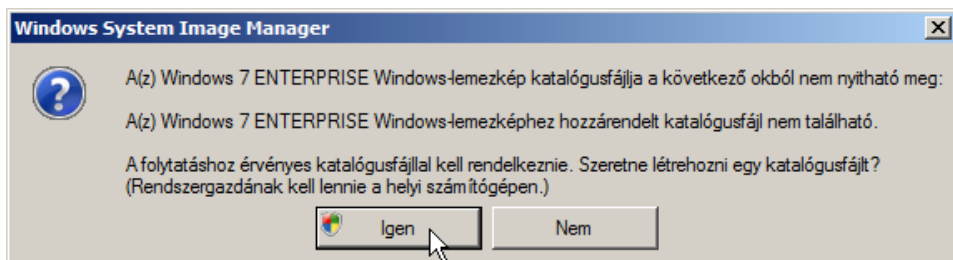 Windows System Image Manager
A(z) Windows 7 ENTERPRISE Windows-lemezkép katalógusfájlja a következő okból nem nyitható meg:
A(z) Windows 7 ENTERPRISE Windows-lemezképhez hozzárendelt katalógusfájl nem található.
A folytatáshoz érvényes katalógusfájllal kell rendelkeznie. Szeretne létrehozni egy katalógusfájlt?
(Rendszergazdának kell lennie a helyi számítógépen.)
Igen
Nem